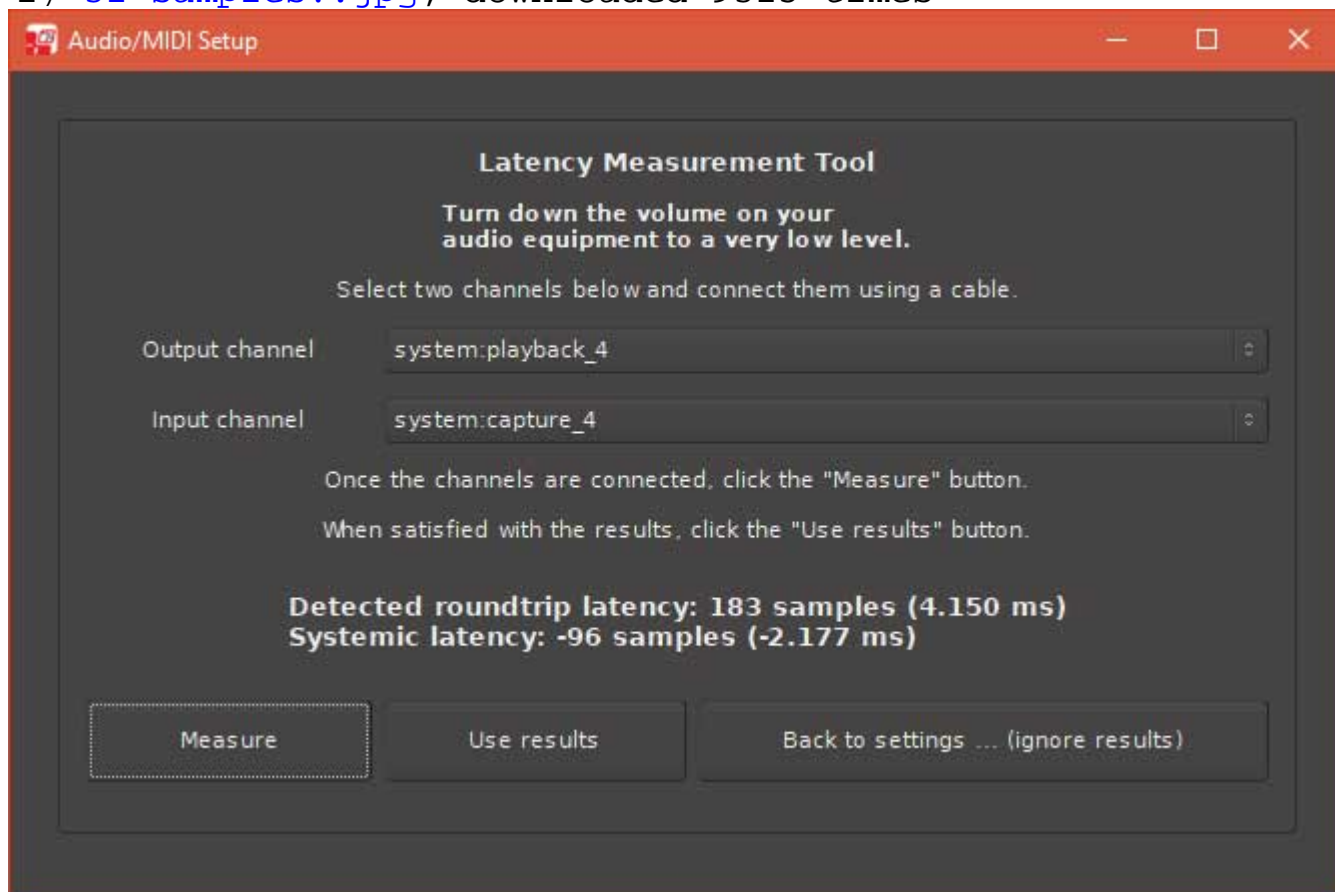 Audio/MIDI Setup
Latency Measurement Tool
Turn down the volume on your
audio equipment to a very low level.
Select two channels below and connect them using a cable.
Output channel system:playback_4
Input channel system:capture_4
Once the channels are connected, click the "Measure" button.
When satisfied with the results, click the "Use results" button.
Detected roundtrip latency: 183 samples (4.150 ms)
Systemic latency: -96 samples (-2.177 ms)
Measure Use results Back to settings ... (ignore results)